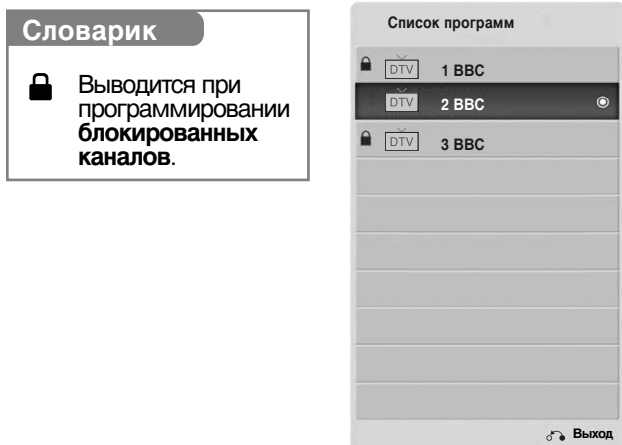 Словарик
Выводится при
программировании
блокированных
каналов.
Список программ
DTV 1 BBC
DTV 2 BBC
DTV 3 BBC
Выход